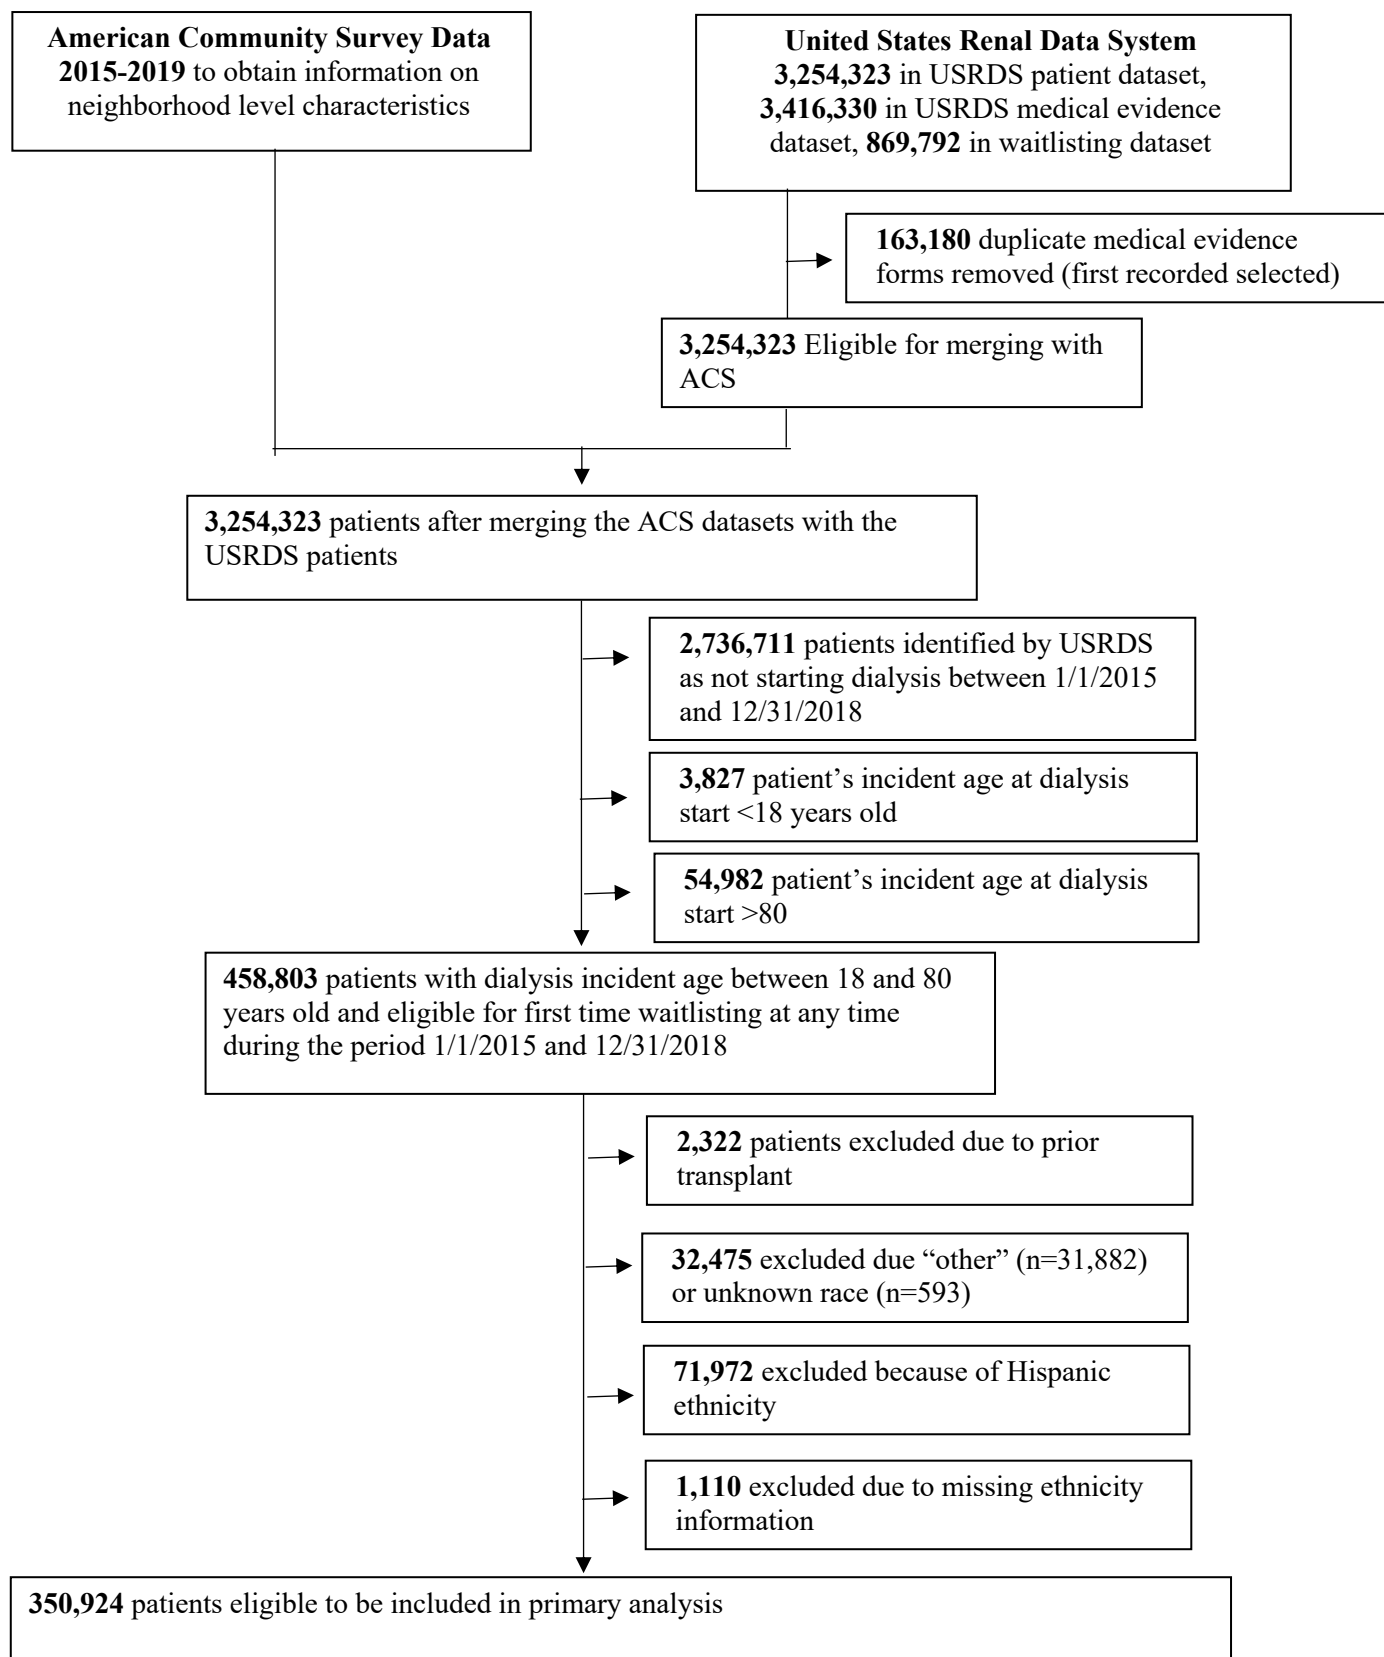 American Community Survey Data
2015-2019 to obtain information on
neighborhood level characteristics
United States Renal Data System
3,254,323 in USRDS patient dataset,
3,416,330 in USRDS medical evidence
dataset, 869,792 in waitlisting dataset
163,180 duplicate medical evidence
forms removed (first recorded selected)
3,254,323 Eligible for merging with
ACS
3,254,323 patients after merging the ACS datasets with the
USRDS patients
2,736,711 patients identified by USRDS
as not starting dialysis between 1/1/2015
and 12/31/2018
3,827 patient’s incident age at dialysis
start <18 years old
54,982 patient’s incident age at dialysis
start >80
458,803 patients with dialysis incident age between 18 and 80
years old and eligible for first time waitlisting at any time
during the period 1/1/2015 and 12/31/2018
2,322 patients excluded due to prior
transplant
32,475 excluded due “other” (n=31,882)
or unknown race (n=593)
71,972 excluded because of Hispanic
ethnicity
1,110 excluded due to missing ethnicity
information
350,924 patients eligible to be included in primary analysis